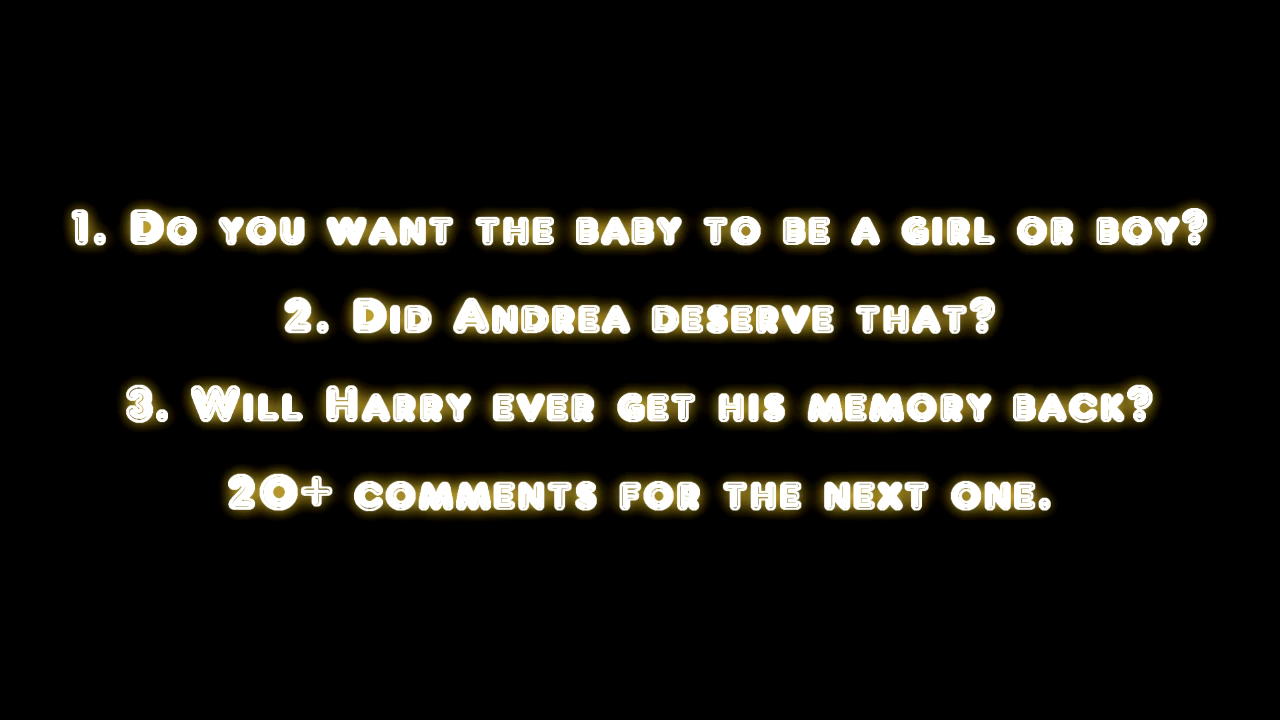 1. Do you want the baby to be a girl or boy?
2. Did Andrea deserve that?
3. Will Harry ever get his memory back?
20+ comments for the next one.